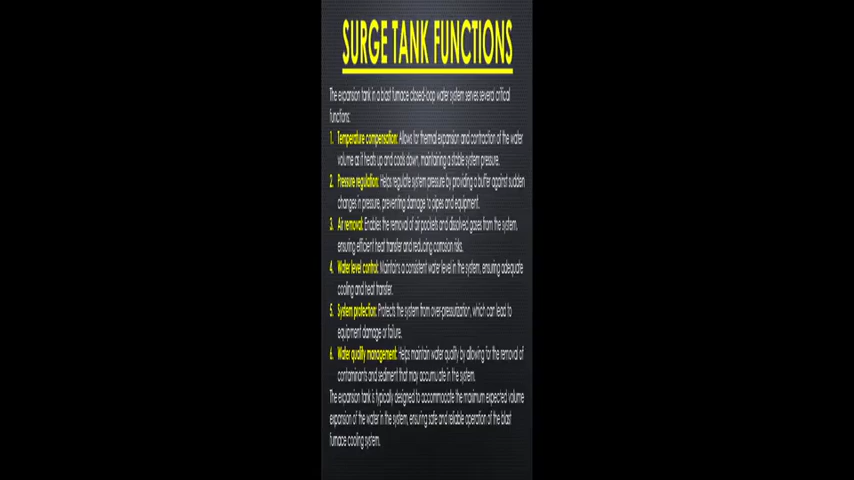 SURGE TANK FUNCTIONS
The expansion tank in a blast furnace closed-loop water system serves several critical
functions:
1. Temperature compensation: Allows for thermal expansion and contraction of the water
volume as it heats up and cools down, maintaining a stable system pressure.
2. Pressure regulation: Helps regulate system pressure by providing a buffer against sudden
changes in pressure, preventing damage to pipes and equipment.
3. Air removal: Enables the removal of air pockets and dissolved gases from the system,
ensuring efficient heat transfer and reducing corrosion risks.
4. Water level control: Maintains a consistent water level in the system, ensuring adequate
cooling and heat transfer.
5. System protection: Protects the system from over-pressurization, which can lead to
equipment damage or failure.
6. Water quality management: Helps maintain water quality by allowing for the removal of
contaminants and sediment that may accumulate in the system.
The expansion tank is typically designed to accommodate the maximum expected volume
expansion of the water in the system, ensuring safe and reliable operation of the blast
furnace cooling system.